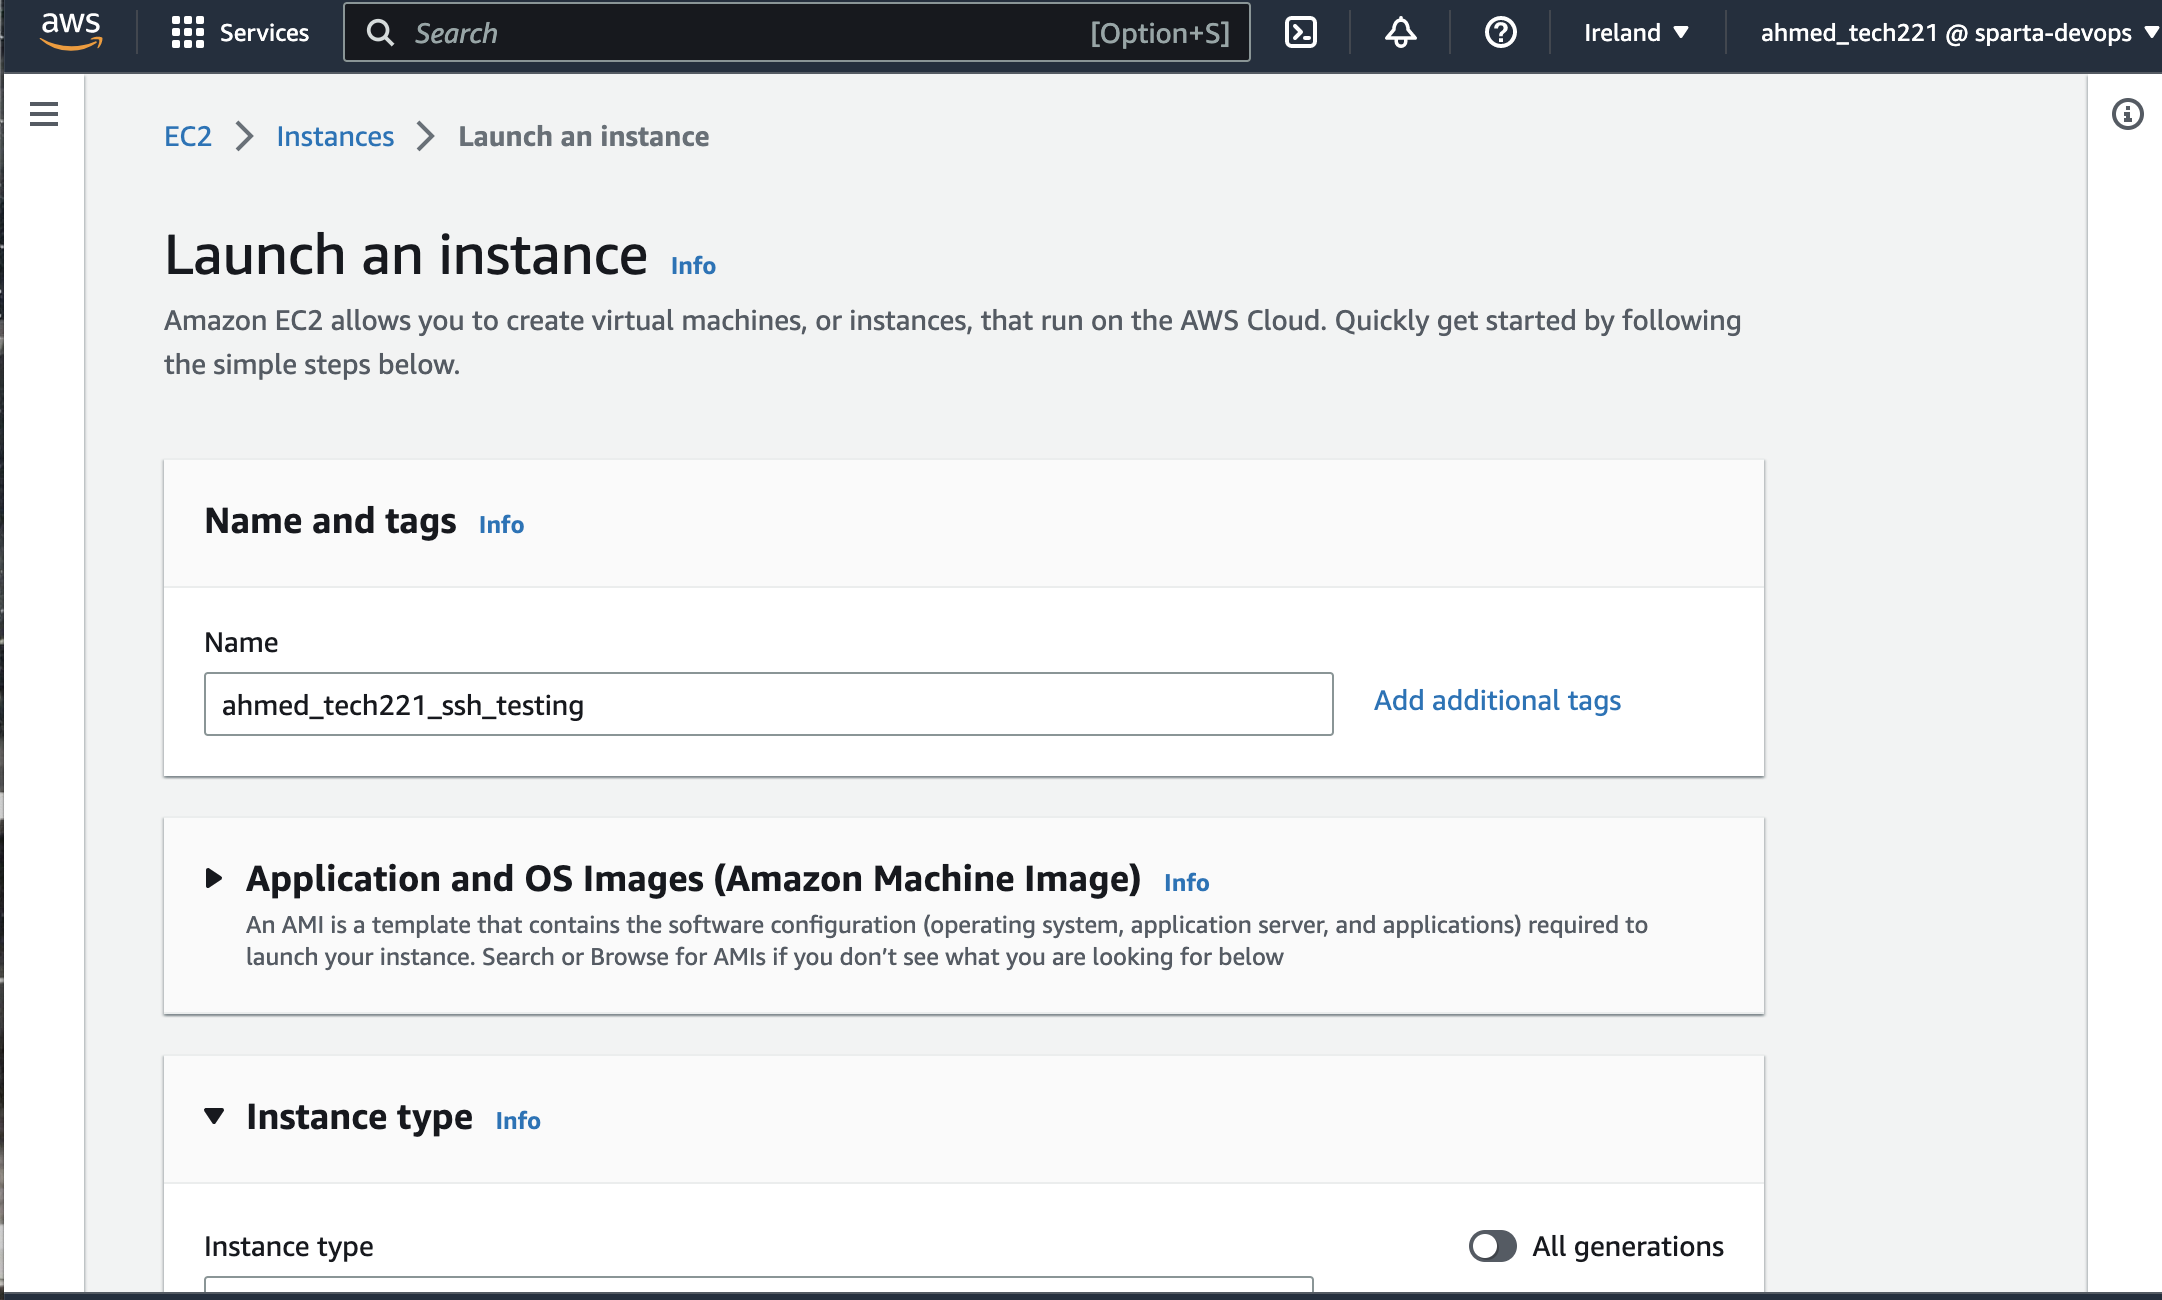 aws
Services
Search
[Option+S]
Ireland
ahmed_tech221 @ sparta-devops
EC2
Instances
Launch an instance
Launch an instance Info
Amazon EC2 allows you to create virtual machines, or instances, that run on the AWS Cloud. Quickly get started by following
the simple steps below.
Name and tags Info
Name
ahmed_tech221_ssh_testing
Add additional tags
Application and OS Images (Amazon Machine Image) Info
An AMI is a template that contains the software configuration (operating system, application server, and applications) required to
launch your instance. Search or Browse for AMIs if you don’t see what you are looking for below
Instance type Info
Instance type
All generations